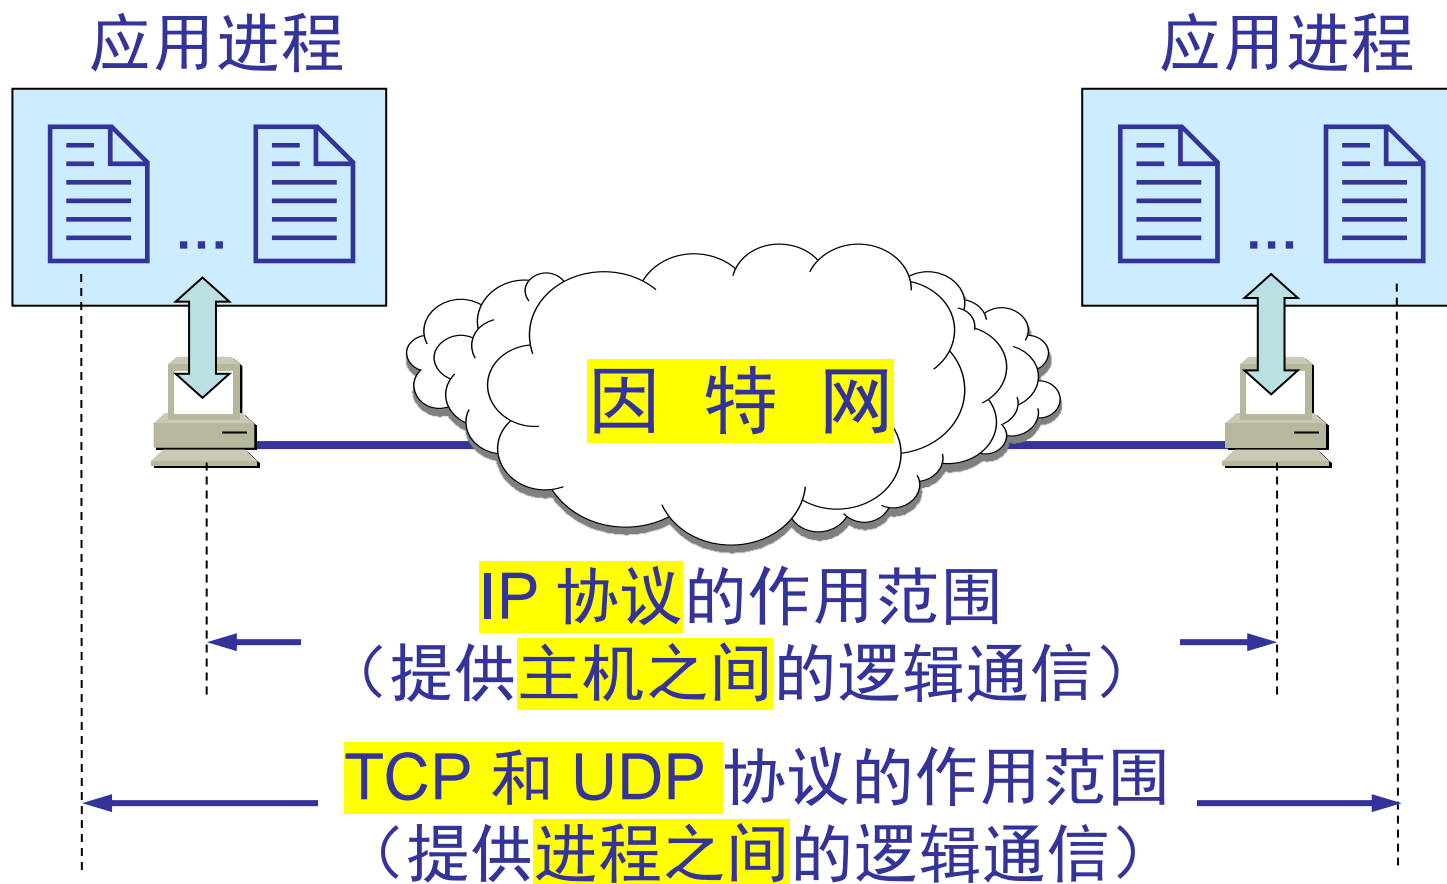 应用进程
应用进程
…
…
因 特 网
IP 协议的作用范围
（提供主机之间的逻辑通信）
TCP 和 UDP 协议的作用范围
（提供进程之间的逻辑通信）